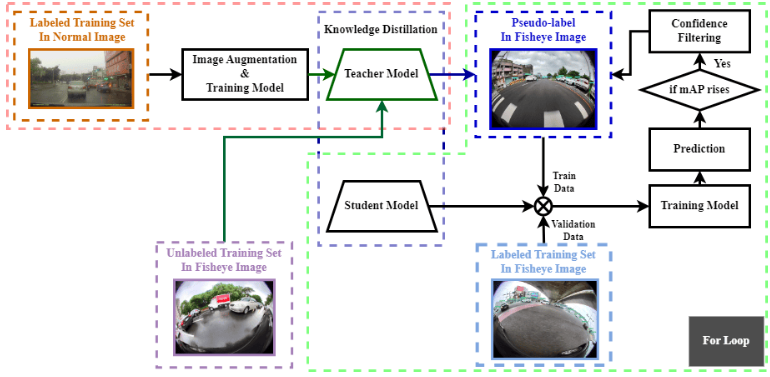 Labeled Training Set
In Normal Image
Image Augmentation
&
Training Model
Knowledge Distillation
Teacher Model
Pseudo-label
In Fisheye Image
Confidence
Filtering
Yes
if mAP rises
Prediction
Training Model
Train
Data
Student Model
Validation
Data
Unlabeled Training Set
In Fisheye Image
Labeled Training Set
In Fisheye Image
For Loop